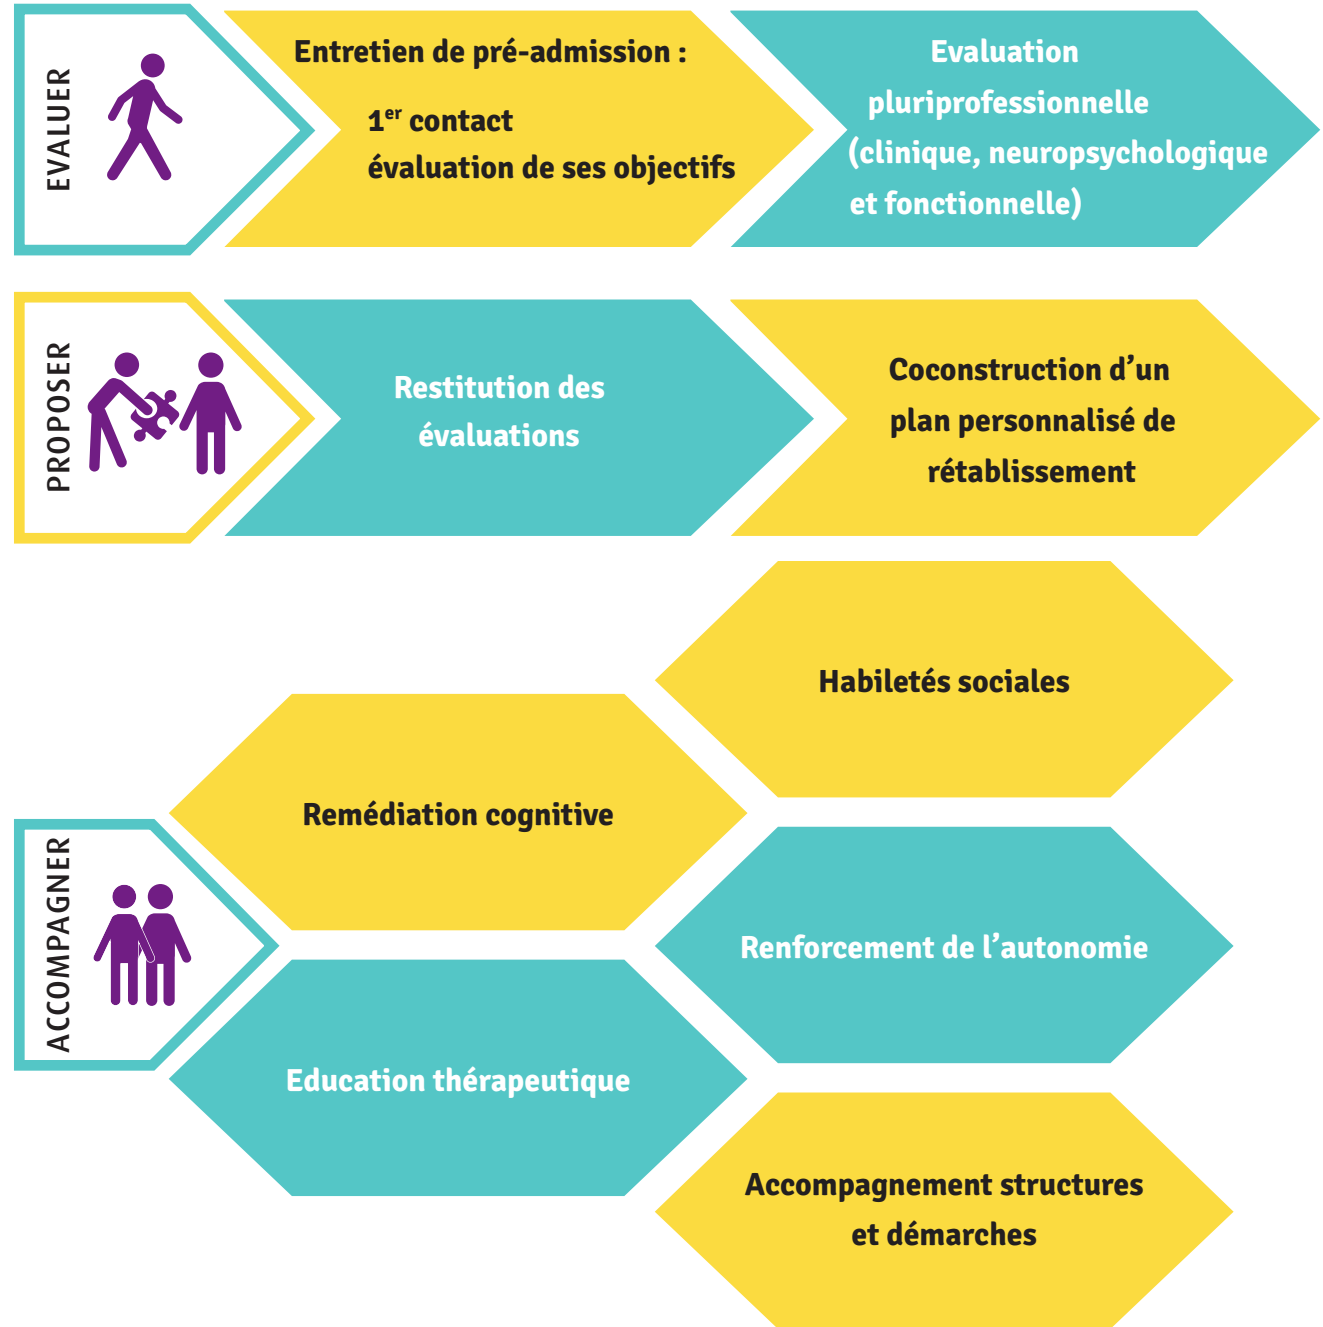 EVALUER
Entretien de pré-admission :
1er contact
évaluation de ses objectifs
Evaluation
pluriprofessionnelle
(clinique, neuropsychologique
et fonctionnelle)
PROPOSER
Restitution des
évaluations
Coconstruction d’un
plan personnalisé de
rétablissement
ACCOMPAGNER
Habiletés sociales
Remédiation cognitive
Renforcement de l’autonomie
Education thérapeutique
Accompagnement structures
et démarches